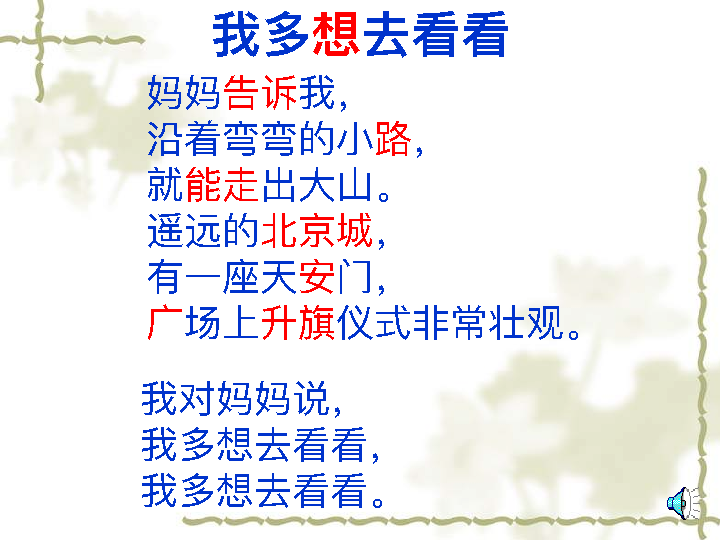 我多想去看看
妈妈告诉我，
沿着弯弯的小路，
就能走出大山。
遥远的北京城，
有一座天安门，
广场上升旗仪式非常壮观。
我对妈妈说，
我多想去看看，
我多想去看看。